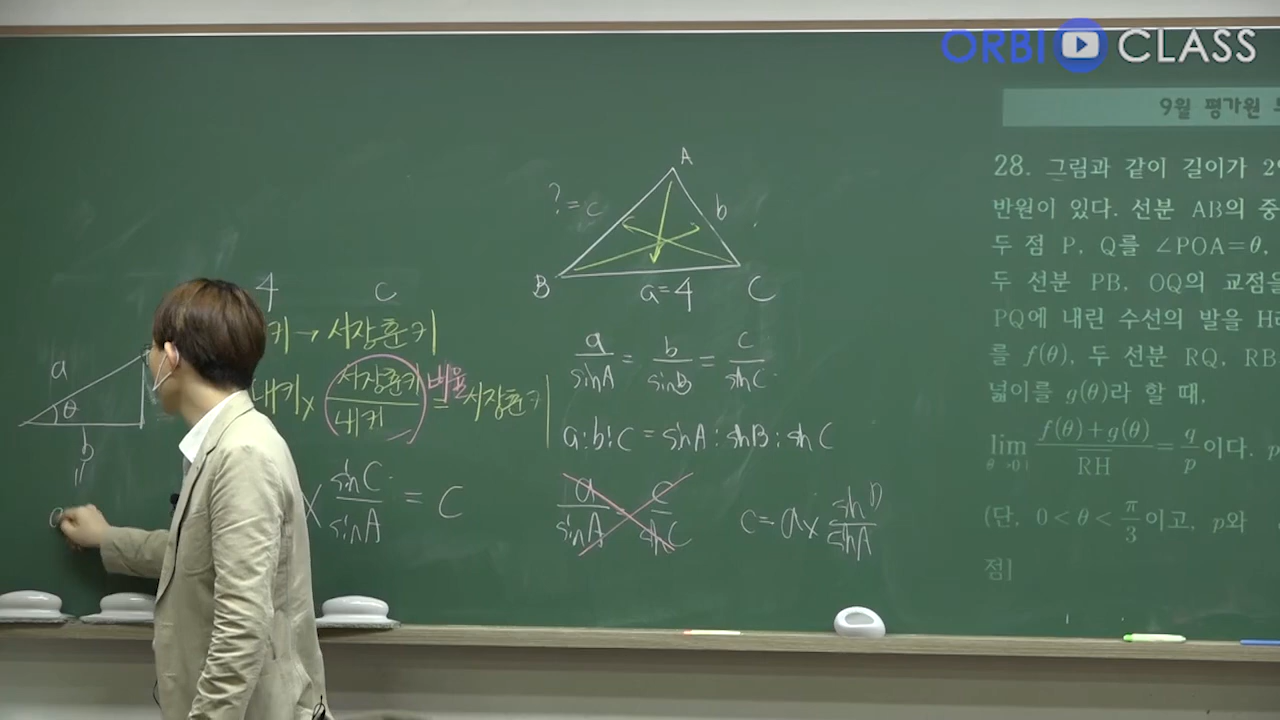 ORBI CLASS
9월 평가원
28. 그림과 같이 길이가 2
반원이 있다. 선분 AB의 중
두 점 P, Q를 ∠POA=θ,
두 선분 PB, OQ의 교점을
PQ에 내린 수선의 발을 H
를 f(θ), 두 선분 RQ, RB
넓이를 g(θ)라 할 때,
lim θ→0+ (f(θ)+g(θ))/RH = q/p 이다. p
(단, 0<θ<π/3 이고, p와
점]
A
?=c
b
B
a=4
C
a/sinA = b/sinB = c/sinC
a:b:c = sinA:sinB:sinC
a/sinA = c/sinC
c=a×
sinA
4 c
키→서장훈 키
내키× 서장훈키/내키 비율 = 서장훈 키
× sinC/sinA = c
a
θ
b
॥
a